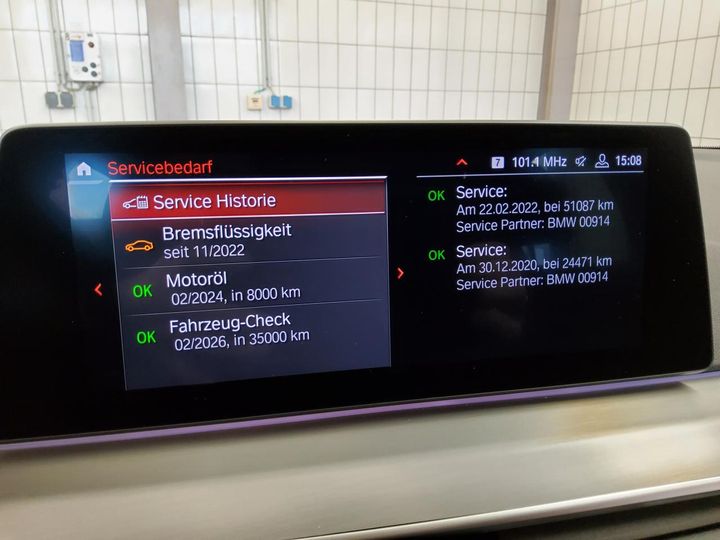 Servicebedarf
7 101.1 MHz 15:08
Service Historie
Bremsflüssigkeit
seit 11/2022
OK Motoröl
02/2024, in 8000 km
OK Fahrzeug-Check
02/2026, in 35000 km
OK Service:
Am 22.02.2022, bei 51087 km
Service Partner: BMW 00914
OK Service:
Am 30.12.2020, bei 24471 km
Service Partner: BMW 00914